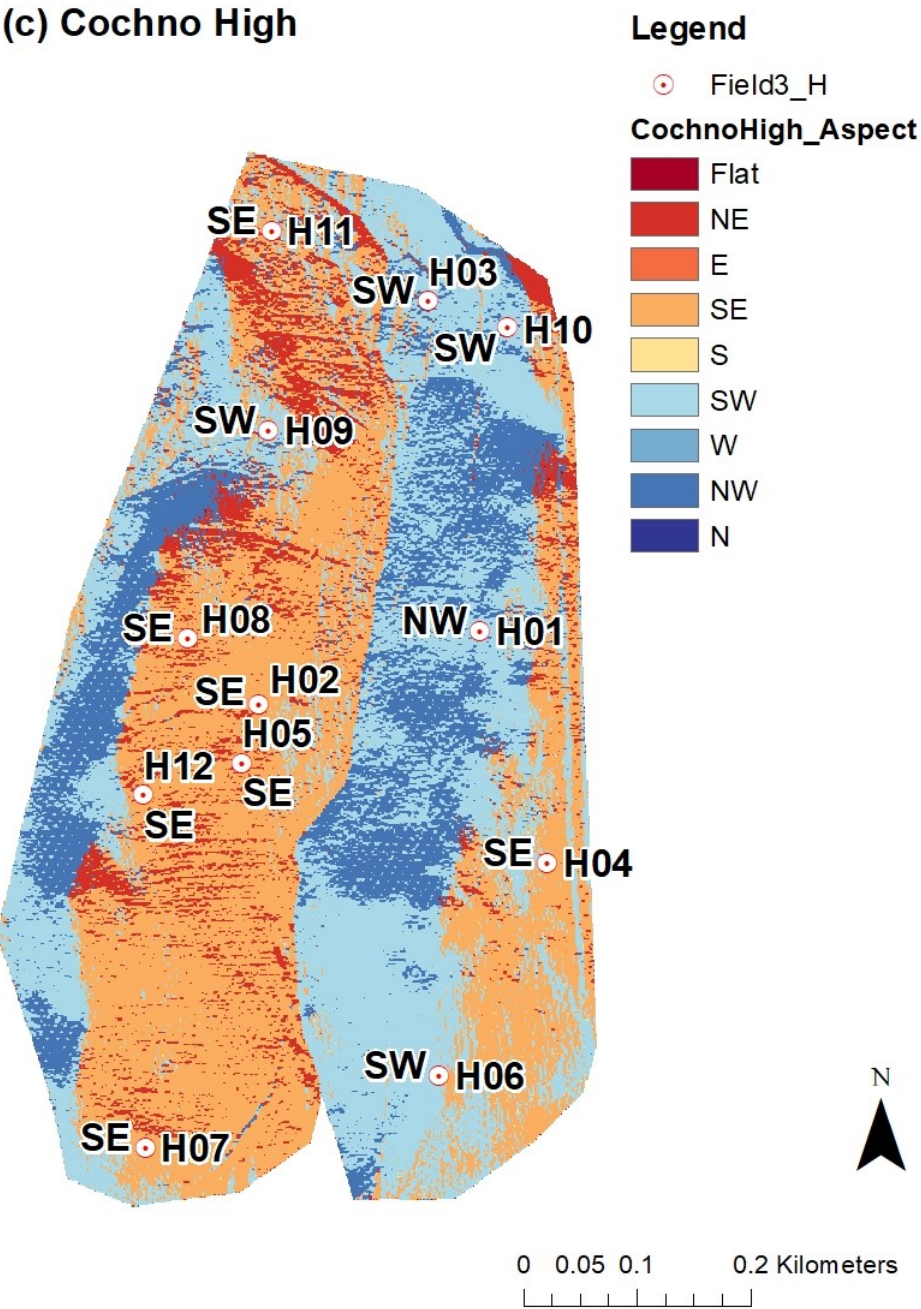 (c) Cochno High
Legend
Field3_H
CochnoHigh_Aspect
Flat
NE
E
SE
S
SW
W
NW
N
SE H11
H03
SW
H10
SW
SW H09
H08
SE
NW H01
H02
SE
H05
H12
SE
SE
SE H04
SW H06
SE H07
N
0 0.05 0.1 0.2 Kilometers